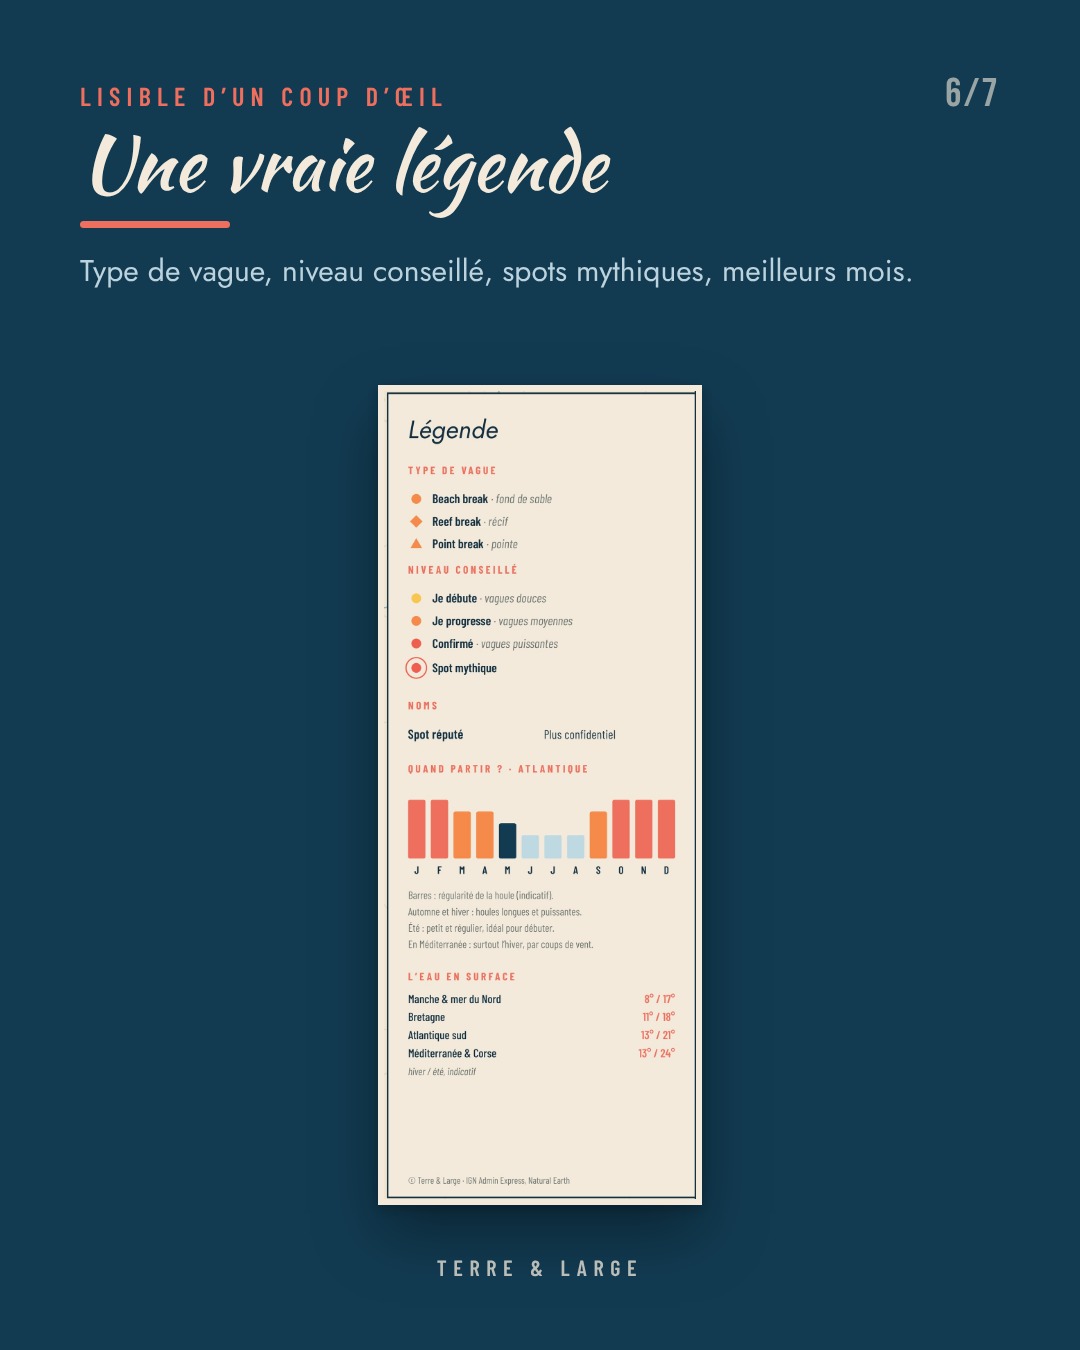 LISIBLE D’UN COUP D’ŒIL
6/7
Une vraie légende
Type de vague, niveau conseillé, spots mythiques, meilleurs mois.
Légende
TYPE DE VAGUE
Beach break · fond de sable
Reef break · récif
Point break · pointe
NIVEAU CONSEILLÉ
Je débute · vagues douces
Je progresse · vagues moyennes
Confirmé · vagues puissantes
Spot mythique
NOMS
Spot réputé Plus confidentiel
QUAND PARTIR ? · ATLANTIQUE
J F M A M J J A S O N D
Barres : régularité de la houle (indicatif).
Automne et hiver : houles longues et puissantes.
Été : petit et régulier, idéal pour débuter.
En Méditerranée : surtout l’hiver, par coups de vent.
L’EAU EN SURFACE
Manche & mer du Nord 8° / 17°
Bretagne 11° / 18°
Atlantique sud 13° / 21°
Méditerranée & Corse 13° / 24°
hiver / été, indicatif
© Terre & Large · IGN Admin Express, Natural Earth
TERRE & LARGE